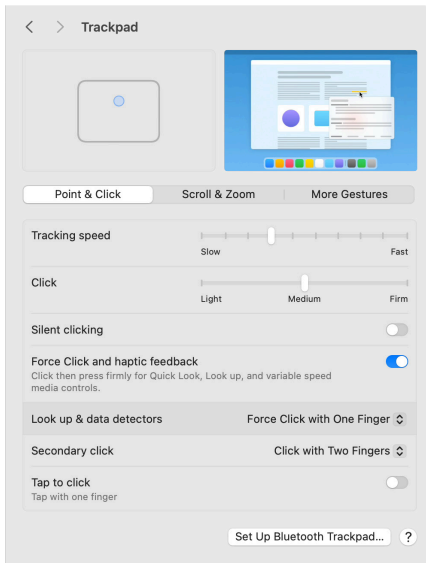 Trackpad
Point & Click
Scroll & Zoom
More Gestures
Tracking speed
Slow
Fast
Click
Light
Medium
Firm
Silent clicking
Force Click and haptic feedback
Click then press firmly for Quick Look, Look up, and variable speed
media controls.
Look up & data detectors
Force Click with One Finger
Secondary click
Click with Two Fingers
Tap to click
Tap with one finger
Set Up Bluetooth Trackpad...
?